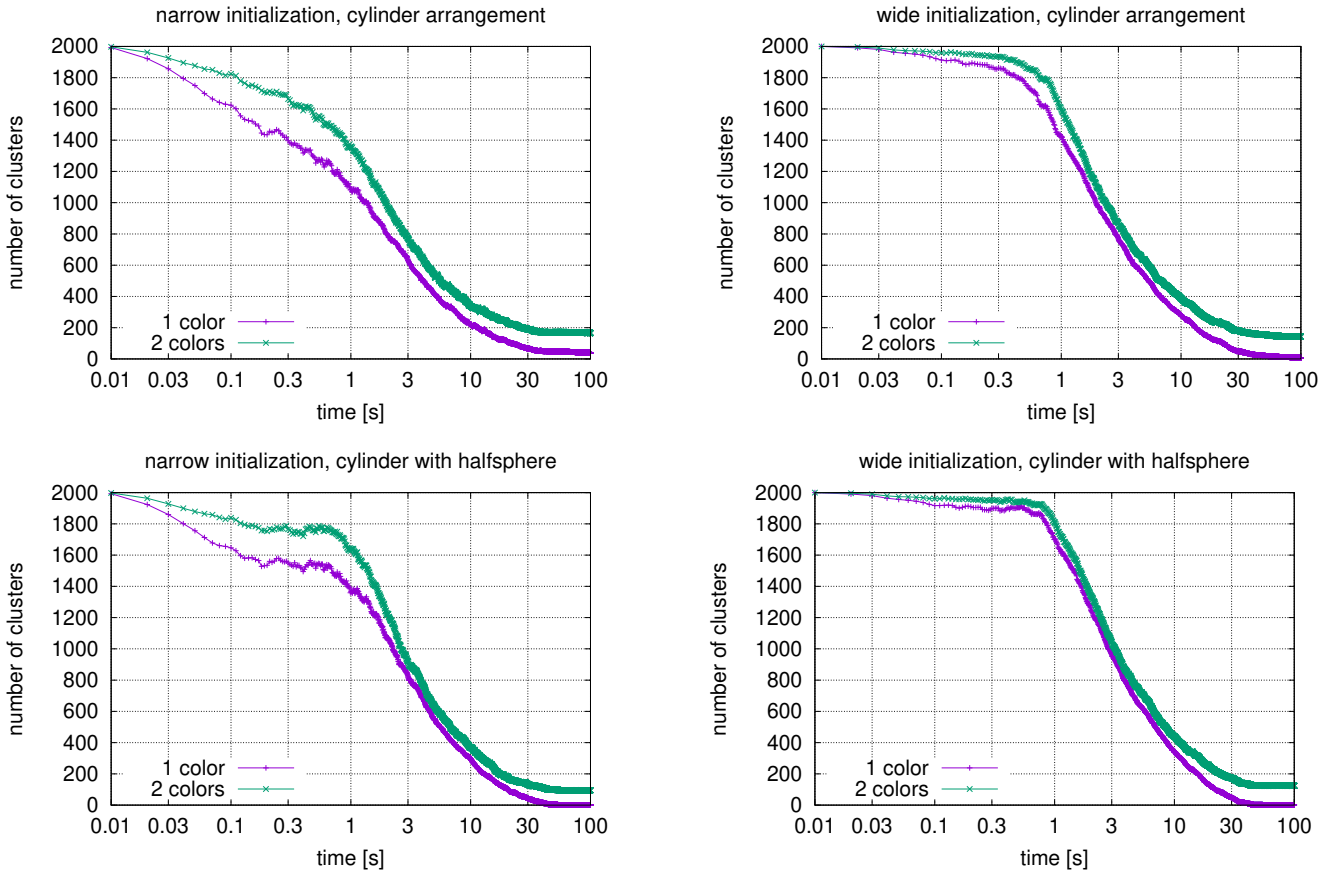 narrow initialization, cylinder arrangement
2000
1800
1600
1400
1200
1000
800
600
400
200
0
number of clusters
1 color
2 colors
0.01 0.03 0.1 0.3 1 3 10 30 100
time [s]
wide initialization, cylinder arrangement
2000
1800
1600
1400
1200
1000
800
600
400
200
0
number of clusters
1 color
2 colors
0.01 0.03 0.1 0.3 1 3 10 30 100
time [s]
narrow initialization, cylinder with halfsphere
2000
1800
1600
1400
1200
1000
800
600
400
200
0
number of clusters
1 color
2 colors
0.01 0.03 0.1 0.3 1 3 10 30 100
time [s]
wide initialization, cylinder with halfsphere
2000
1800
1600
1400
1200
1000
800
600
400
200
0
number of clusters
1 color
2 colors
0.01 0.03 0.1 0.3 1 3 10 30 100
time [s]